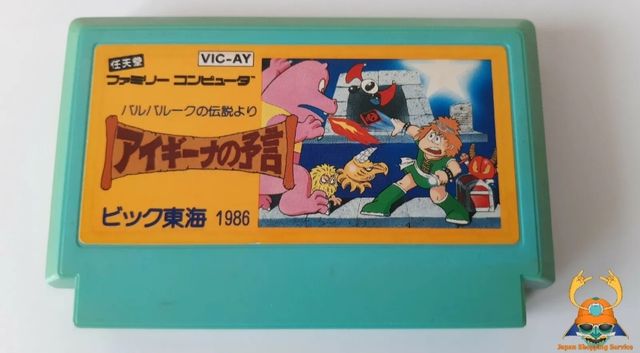 任天堂
VIC-AY
ファミリー コンピュータ
バルバルークの伝説より
アイギーナの予言
ビック東海 1986
Japan Shopping Service